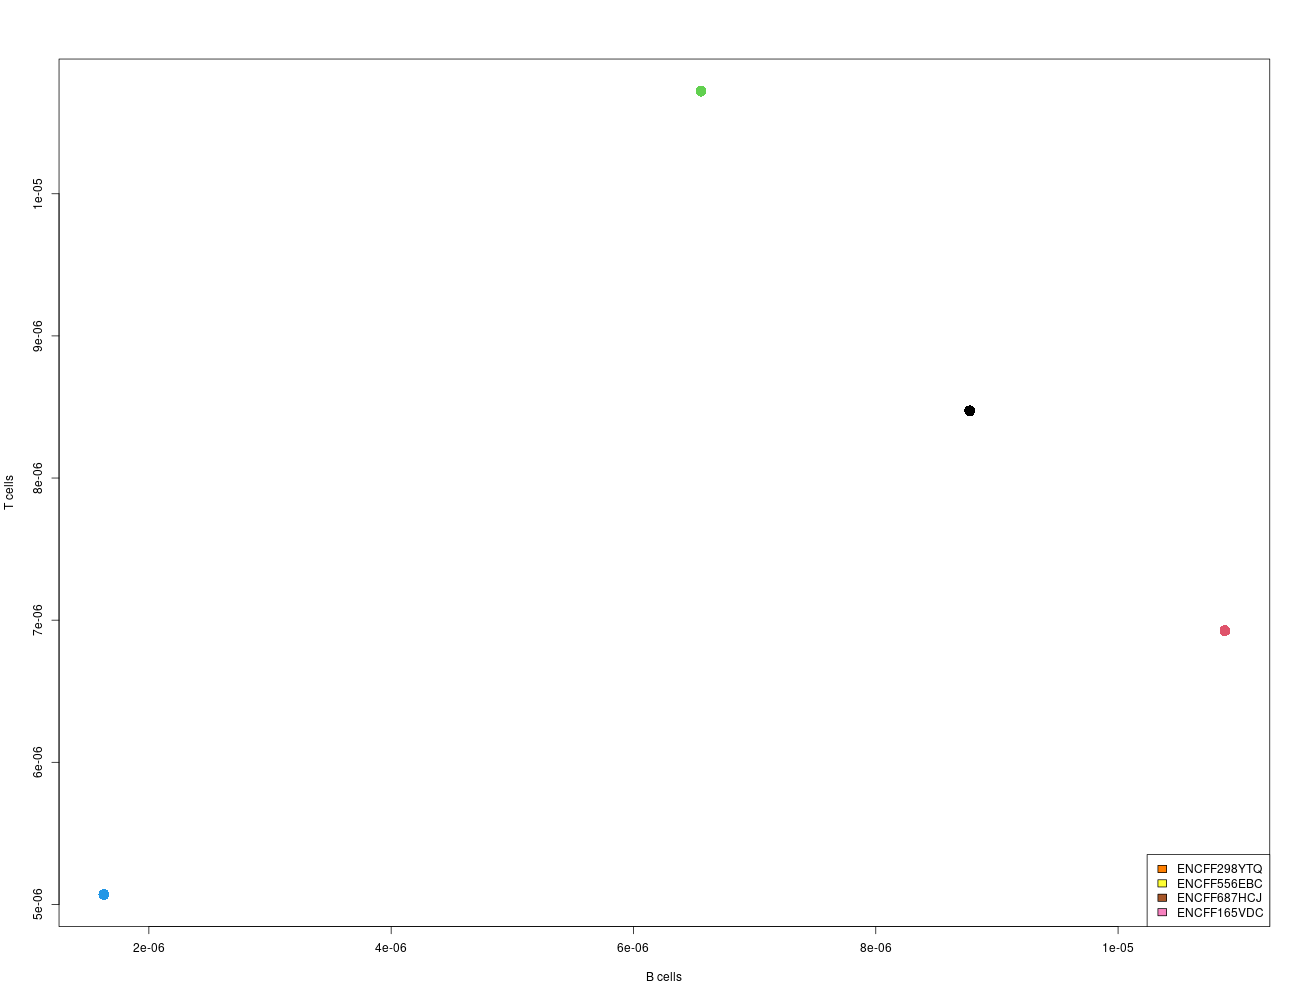 1e-05
9e-06
8e-06
7e-06
6e-06
5e-06
T cells
2e-06 4e-06 6e-06 8e-06 1e-05
B cells
ENCFF298YTQ
ENCFF556EBC
ENCFF687HCJ
ENCFF165VDC